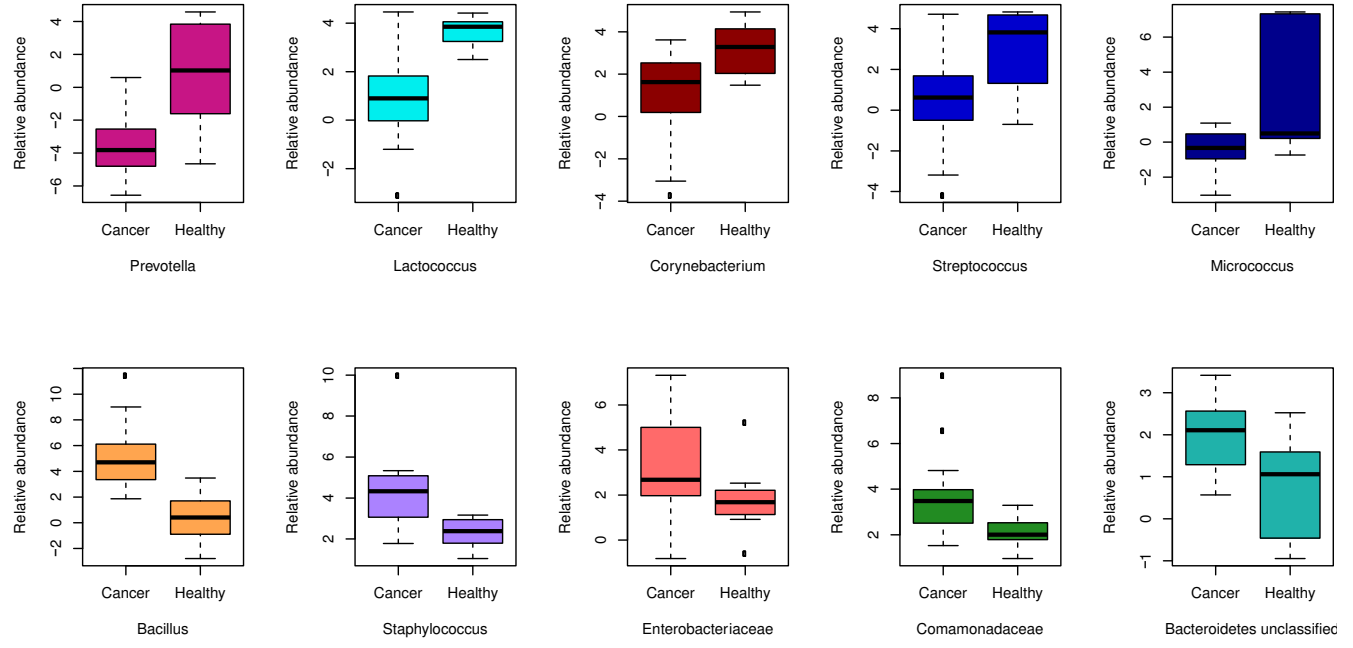 Relative abundance
4
2
0
−2
−4
−6
Cancer Healthy
Prevotella
Relative abundance
4
2
0
−2
Cancer Healthy
Lactococcus
Relative abundance
4
2
0
−2
−4
Cancer Healthy
Corynebacterium
Relative abundance
4
2
0
−2
−4
Cancer Healthy
Streptococcus
Relative abundance
6
4
2
0
−2
Cancer Healthy
Micrococcus
Relative abundance
10
8
6
4
2
0
−2
Cancer Healthy
Bacillus
Relative abundance
10
8
6
4
2
Cancer Healthy
Staphylococcus
Relative abundance
6
4
2
0
Cancer Healthy
Enterobacteriaceae
Relative abundance
8
6
4
2
Cancer Healthy
Comamonadaceae
Relative abundance
3
2
1
0
−1
Cancer Healthy
Bacteroidetes unclassified